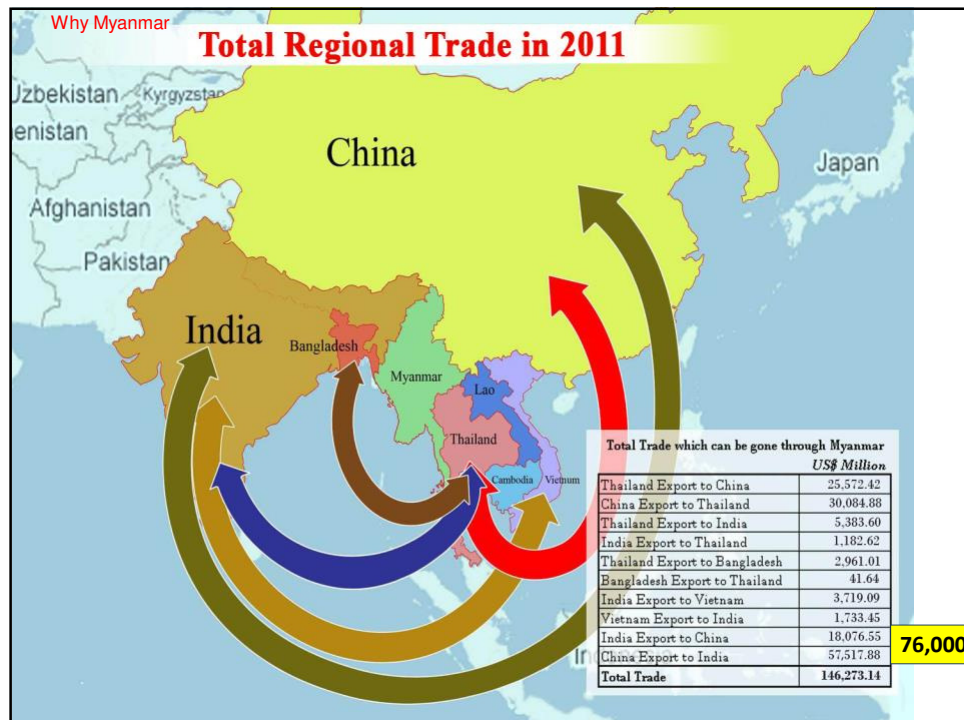 Why Myanmar
Total Regional Trade in 2011
Uzbekistan
Kyrgyzstan
enistan
China
Japan
Afghanistan
Pakistan
India
Bangladesh
Myanmar
Lao
Thailand
Cambodia
Vietnam
Total Trade which can be gone through Myanmar
US$ Million
Thailand Export to China 25,572.42
China Export to Thailand 30,084.88
Thailand Export to India 5,383.60
India Export to Thailand 1,182.62
Thailand Export to Bangladesh 2,961.01
Bangladesh Export to Thailand 41.64
India Export to Vietnam 3,719.09
Vietnam Export to India 1,733.45
India Export to China 18,076.55
China Export to India 57,517.88
Total Trade 146,273.14
76,000